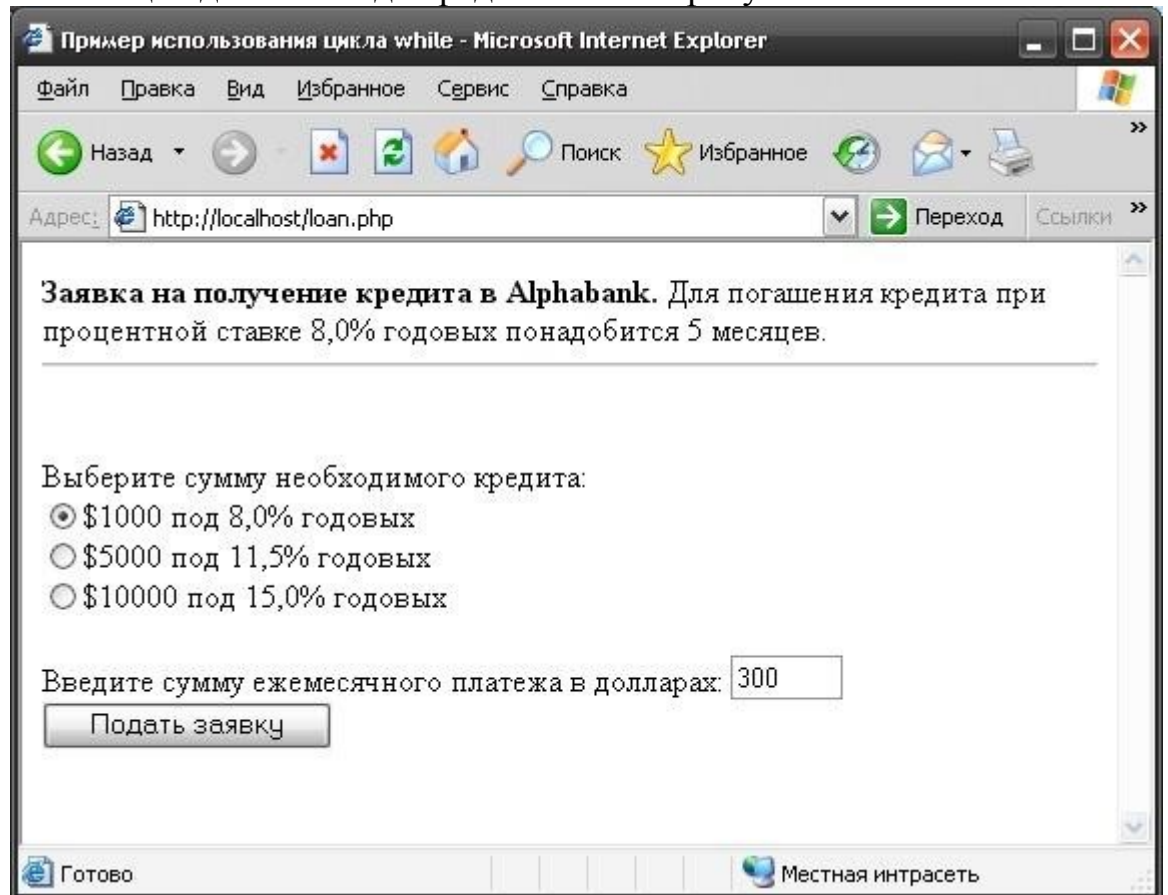 Пример использования цикла while - Microsoft Internet Explorer
Файл Правка Вид Избранное Сервис Справка
Назад Поиск Избранное »
Адрес: http://localhost/loan.php Переход Ссылки »
Заявка на получение кредита в Alphabank. Для погашения кредита при
процентной ставке 8,0% годовых понадобится 5 месяцев.
Выберите сумму необходимого кредита:
$1000 под 8,0% годовых
$5000 под 11,5% годовых
$10000 под 15,0% годовых
Введите сумму ежемесячного платежа в долларах: 300
Подать заявку
Готово Местная интрасеть